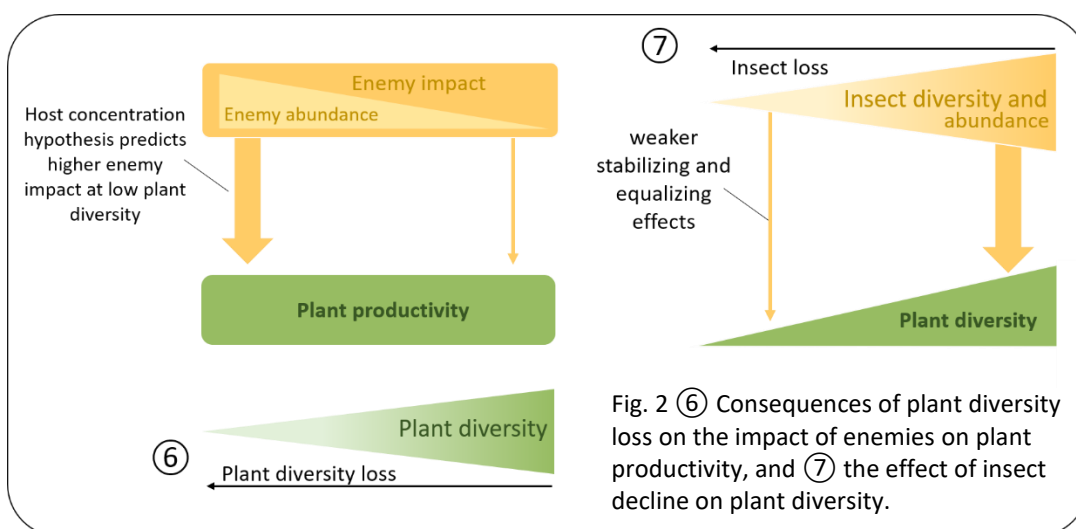 Enemy impact
Enemy abundance
Host concentration
hypothesis predicts
higher enemy
impact at low plant
diversity
Plant productivity
Plant diversity
⑥
Plant diversity loss
⑦
Insect loss
Insect diversity and
abundance
weaker
stabilizing and
equalizing
effects
Plant diversity
Fig. 2 ⑥ Consequences of plant diversity
loss on the impact of enemies on plant
productivity, and ⑦ the effect of insect
decline on plant diversity.